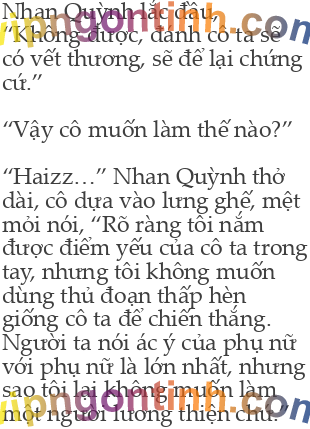 Nhan Quỳnh lắc đầu,
“Không được, đánh cô ta sẽ
có vết thương, sẽ để lại chứng
cứ.”
“Vậy cô muốn làm thế nào?”
“Haizz…” Nhan Quỳnh thở
dài, cô dựa vào lưng ghế, mệt
mỏi nói, “Rõ ràng tôi nắm
được điểm yếu của cô ta trong
tay, nhưng tôi không muốn
dùng thủ đoạn thấp hèn
giống cô ta để chiến thắng.
Người ta nói ác ý của phụ nữ
với phụ nữ là lớn nhất, nhưng
sao tôi lại không muốn làm
một người lương thiện chứ.”
vipngontinh.com
vipngontinh.com